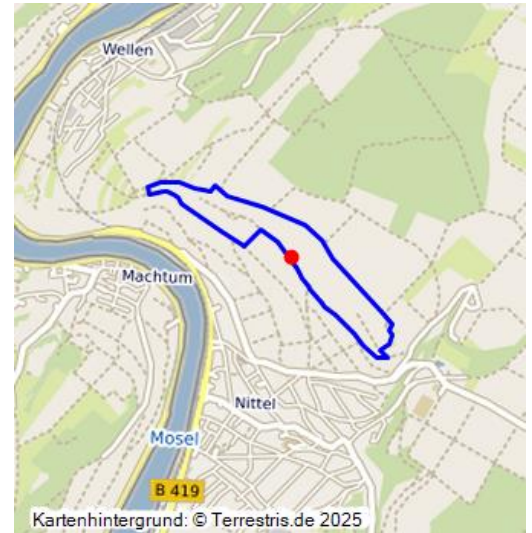 Wellen
Machtum
Nittel
Mosel
B 419
Kartenhintergrund: © Terrestris.de 2025